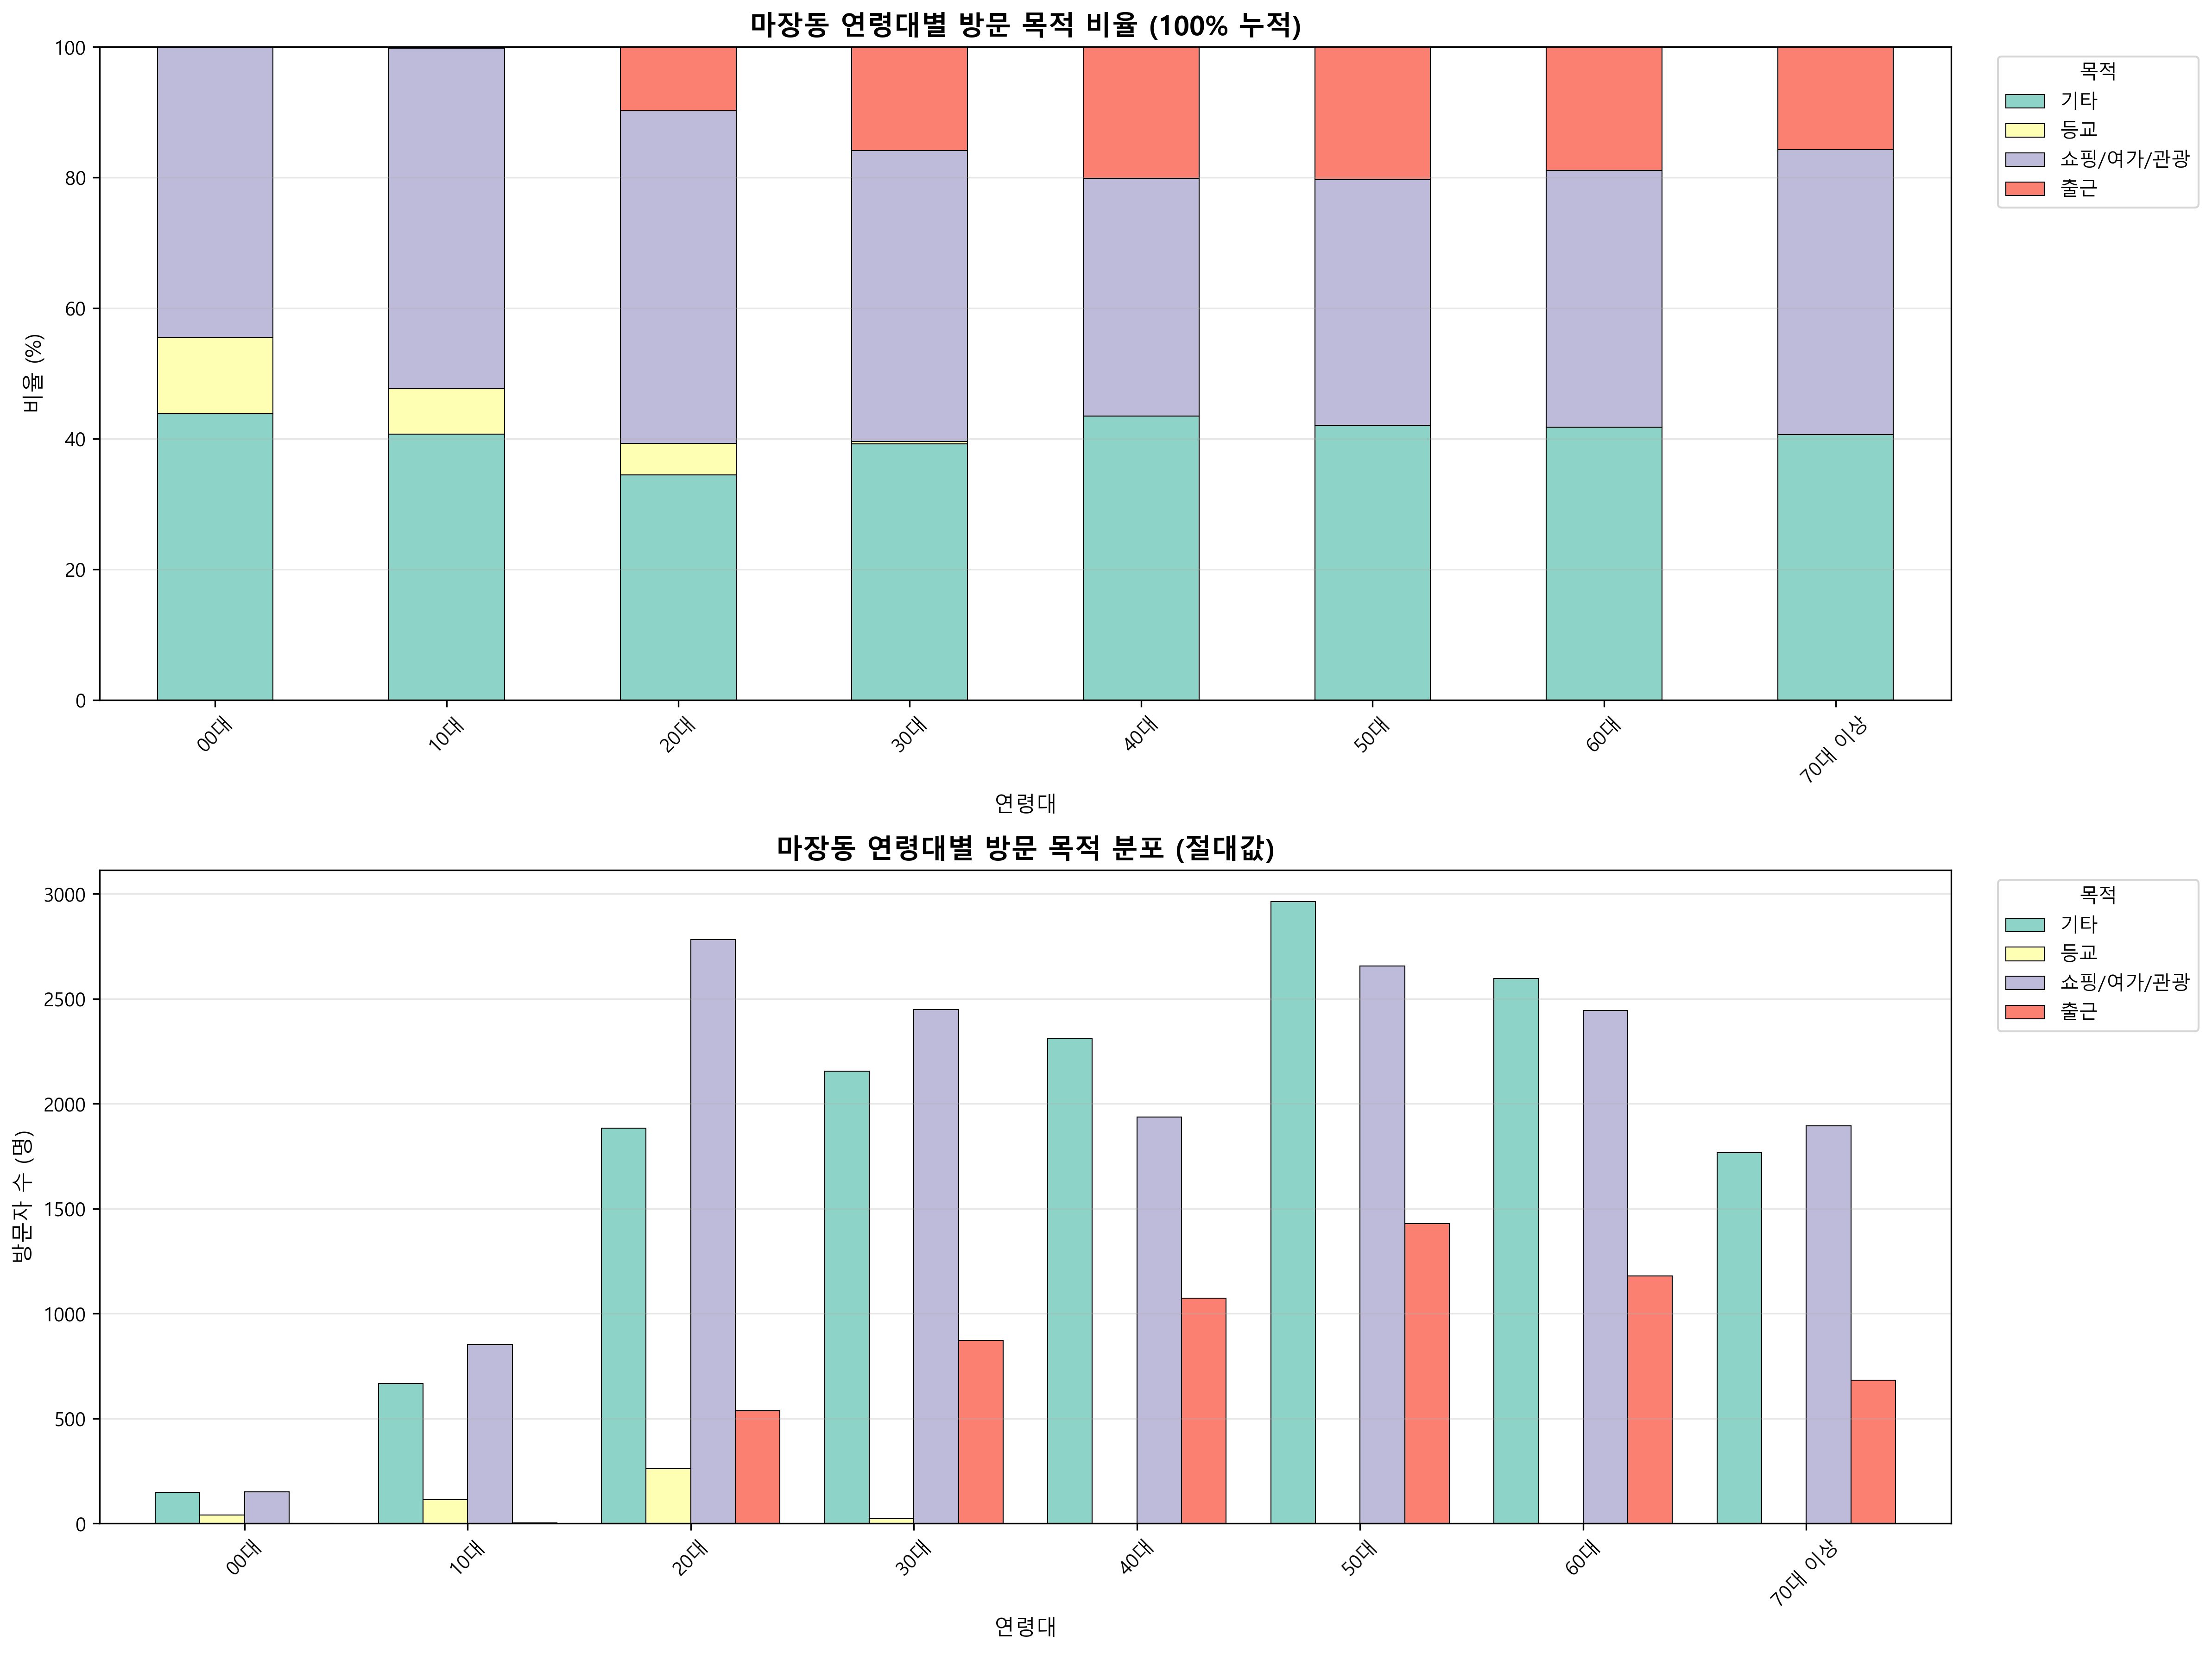 마장동 연령대별 방문 목적 비율 (100% 누적)
100
80
60
40
20
0
비율 (%)
00대
10대
20대
30대
40대
50대
60대
70대 이상
연령대
목적
기타
등교
쇼핑/여가/관광
출근
마장동 연령대별 방문 목적 분포 (절대값)
3000
2500
2000
1500
1000
500
0
방문자 수 (명)
00대
10대
20대
30대
40대
50대
60대
70대 이상
연령대
목적
기타
등교
쇼핑/여가/관광
출근